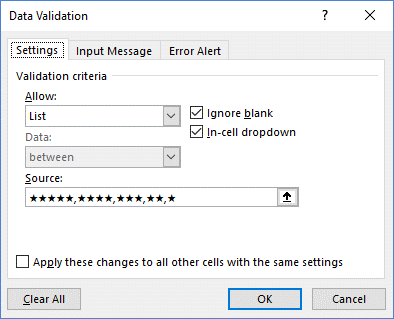 Data Validation
Settings Input Message Error Alert
Validation criteria
Allow:
List
Ignore blank
In-cell dropdown
Data:
between
Source:
★★★★★,★★★★,★★★,★★,★
Apply these changes to all other cells with the same settings
Clear All OK Cancel